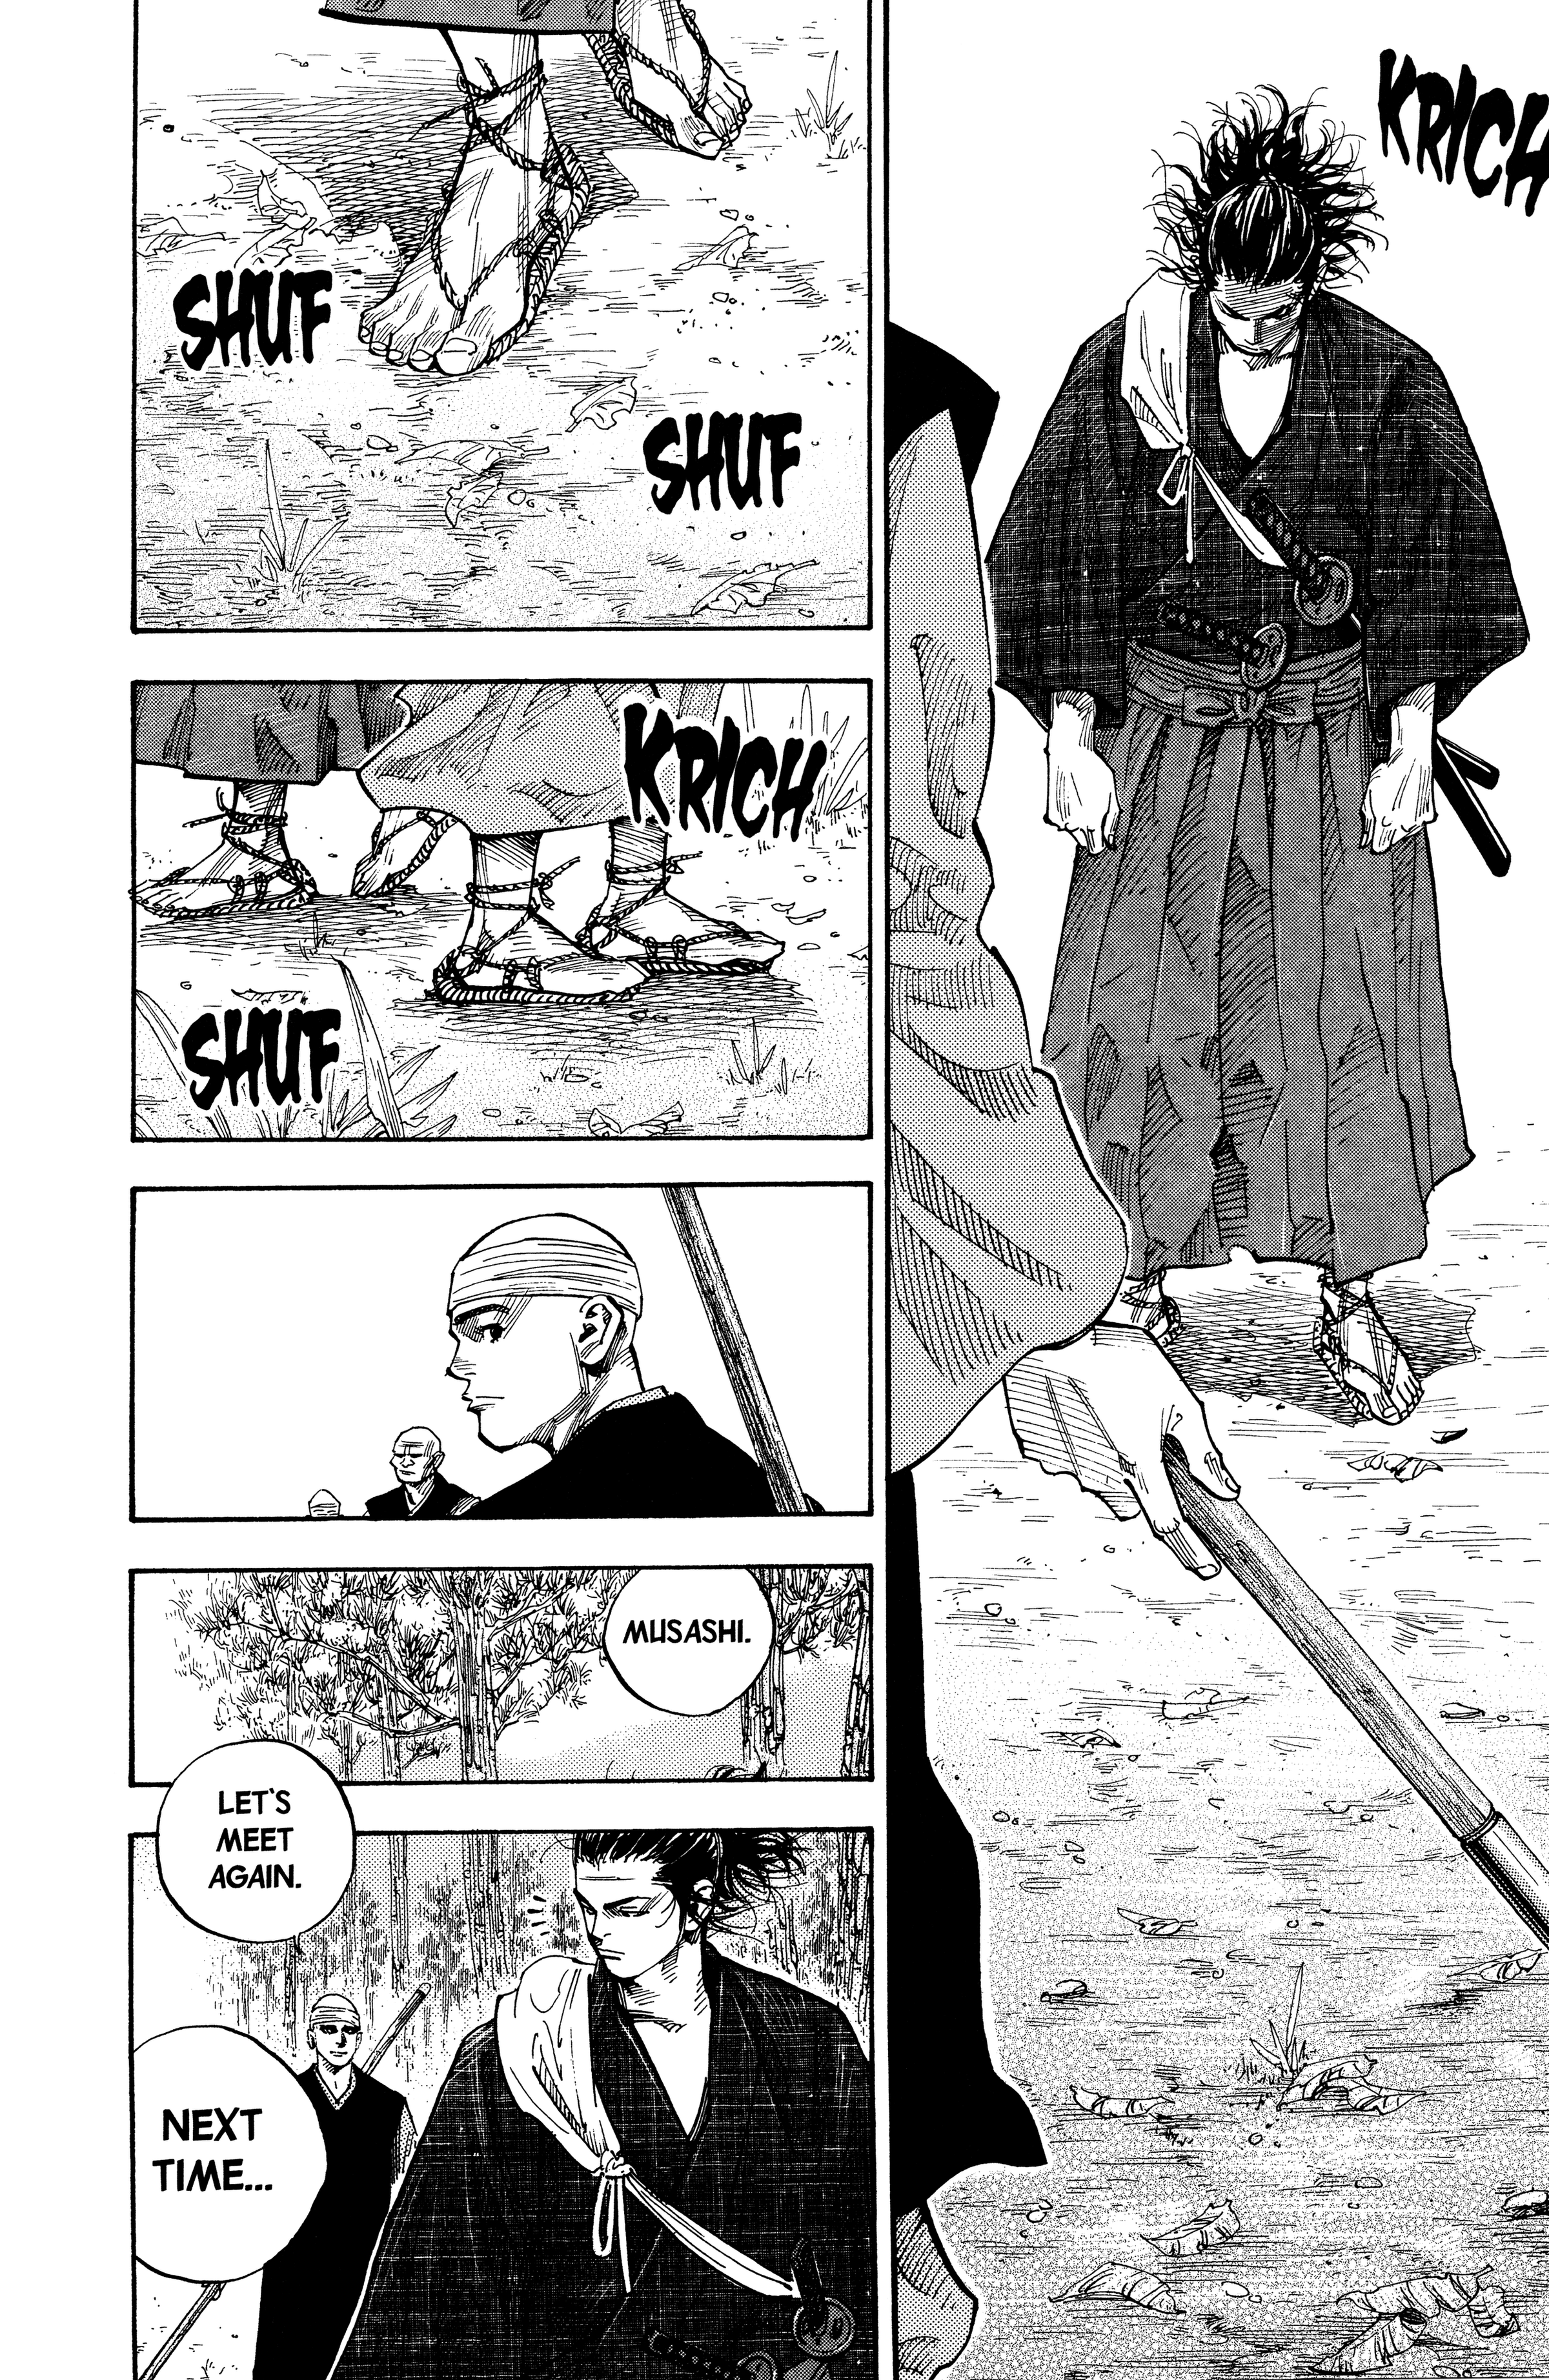 KRICH
SHUF
SHUF
KRICH
SHUF
MUSASHI.
LET'S
MEET
AGAIN.
NEXT
TIME...